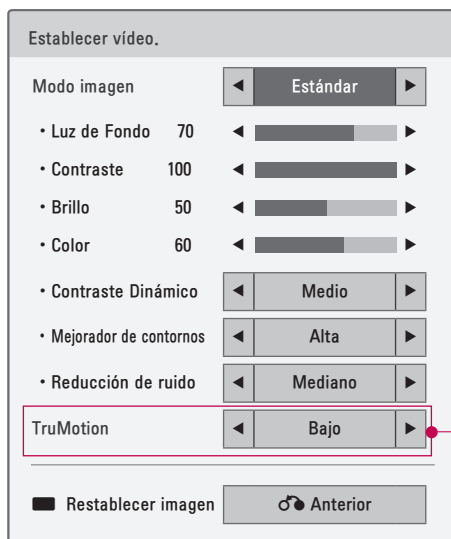 Establecer vídeo.
Modo imagen ◀ Estándar ▶
• Luz de Fondo 70 ◀ ▶
• Contraste 100 ◀ ▶
• Brillo 50 ◀ ▶
• Color 60 ◀ ▶
• Contraste Dinámico ◀ Medio ▶
• Mejorador de contornos ◀ Alta ▶
• Reducción de ruido ◀ Mediano ▶
TruMotion ◀ Bajo ▶
Restablecer imagen Anterior